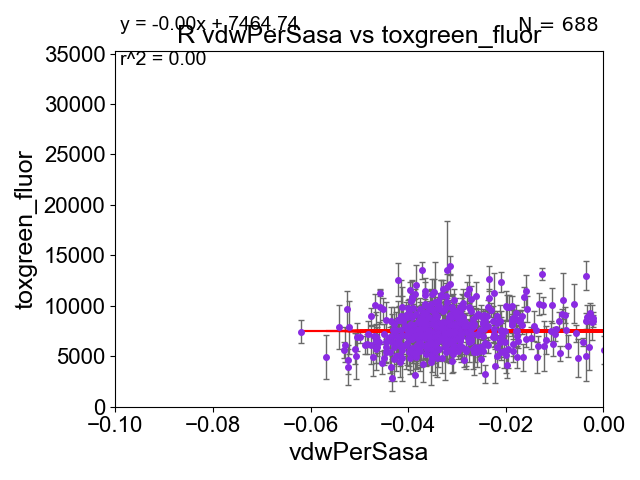 y = -0.00x + 7464.74
N = 688
R vdwPerSasa vs toxgreen_fluor
r^2 = 0.00
35000
30000
25000
20000
15000
10000
5000
0
toxgreen_fluor
−0.10 −0.08 −0.06 −0.04 −0.02 0.00
vdwPerSasa